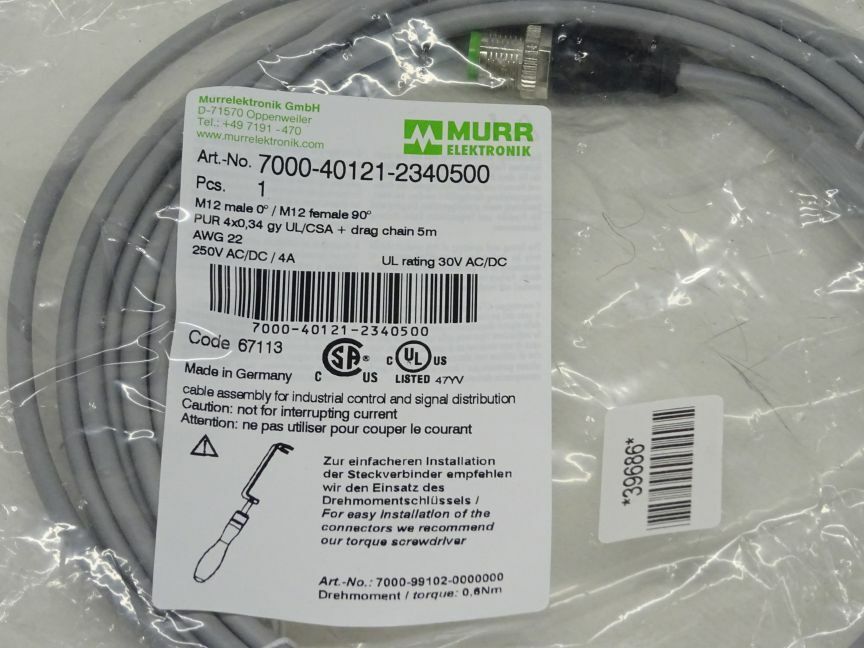 Murrelektronik GmbH
D-71570 Oppenweiler
Tel.: +49 7191 - 470
www.murrelektronik.com
MURR
ELEKTRONIK
Art.-No. 7000-40121-2340500
Pcs. 1
M12 male 0° / M12 female 90°
PUR 4x0,34 gy UL/CSA + drag chain 5m
AWG 22
250V AC/DC / 4A UL rating 30V AC/DC
7000-40121-2340500
Code 67113
C SA ® US
C UL US
LISTED 47YV
Made in Germany
cable assembly for industrial control and signal distribution
Caution: not for interrupting current
Attention: ne pas utiliser pour couper le courant
Zur einfacheren Installation
der Steckverbinder empfehlen
wir den Einsatz des
Drehmomentschlüssels /
For easy Installation of the
connectors we recommend
our torque screwdriver
Art.-No.: 7000-99102-0000000
Drehmoment / torque: 0,6Nm
*39686*